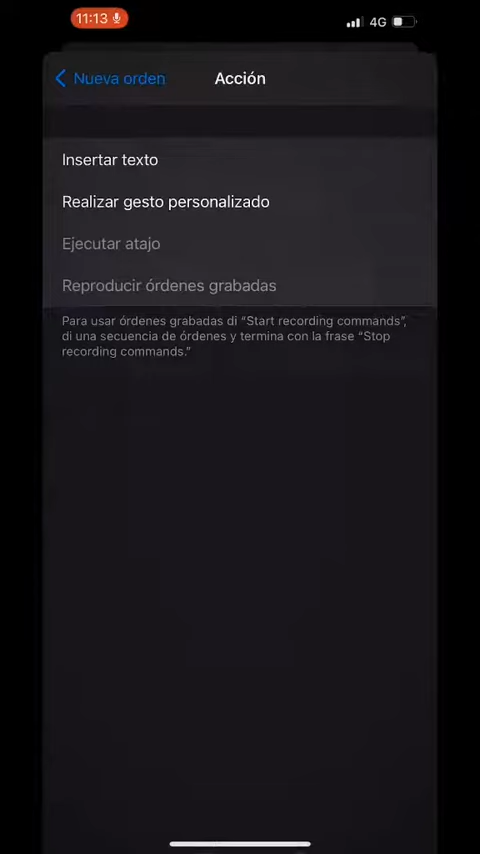 11:13
4G
Nueva orden
Acción
Insertar texto
Realizar gesto personalizado
Ejecutar atajo
Reproducir órdenes grabadas
Para usar órdenes grabadas di “Start recording commands”,
di una secuencia de órdenes y termina con la frase “Stop
recording commands.”